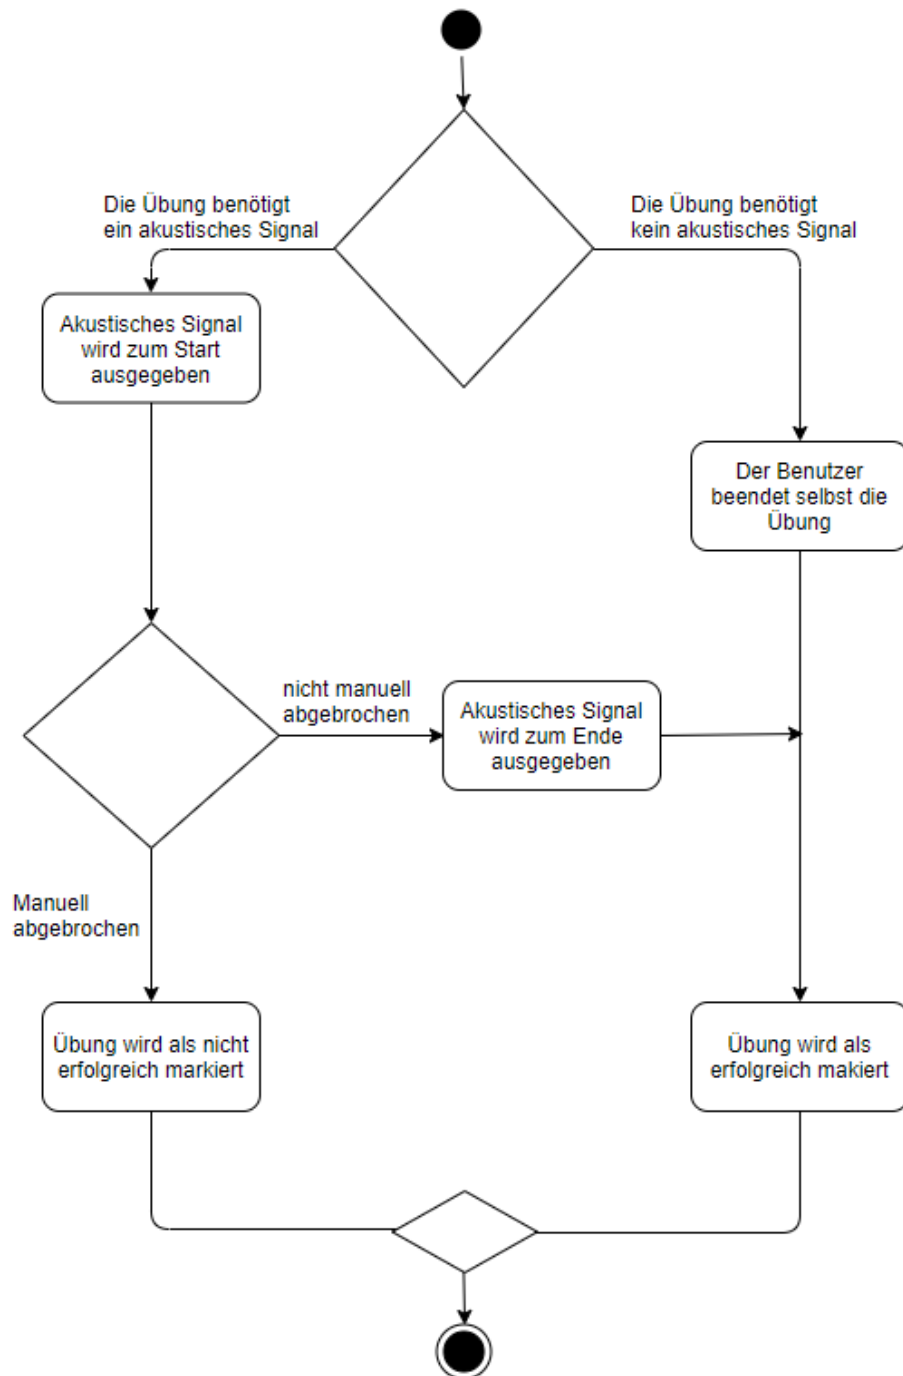 Die Übung benötigt
ein akustisches Signal
Die Übung benötigt
kein akustisches Signal
Akustisches Signal
wird zum Start
ausgegeben
Der Benutzer
beendet selbst die
Übung
nicht manuell
abgebrochen
Akustisches Signal
wird zum Ende
ausgegeben
Manuell
abgebrochen
Übung wird als nicht
erfolgreich markiert
Übung wird als
erfolgreich makiert